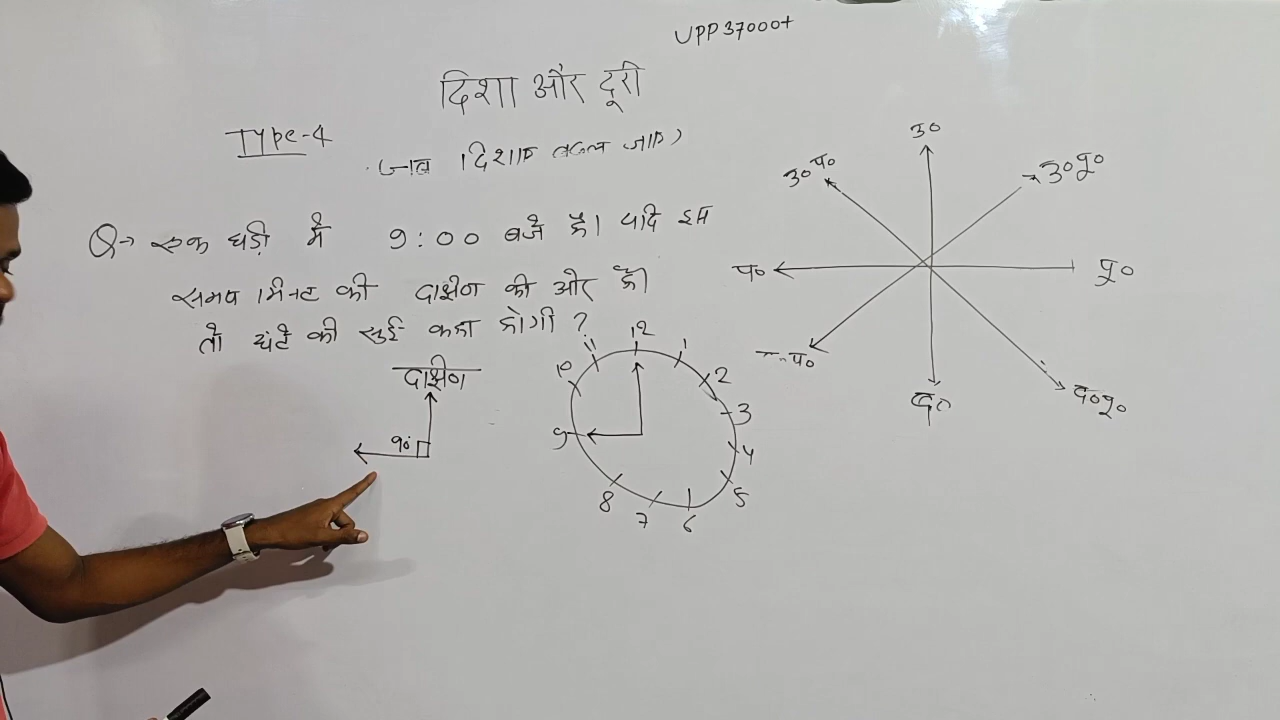 UPP 37000+
दिशा और दूरी
Type-4
जब दिशाए बदल जाए)
Q→ एक घड़ी में 9:00 बजे है। यदि इस
समय मिनट की दक्षिण की ओर है।
तो घंटे की सुई कहा होगी ?
दक्षिण
90°
12
1
2
3
4
5
6
7
8
9
10
11
उ०
उ०पू०
पू०
द०पू०
द०
प०
उ०प०